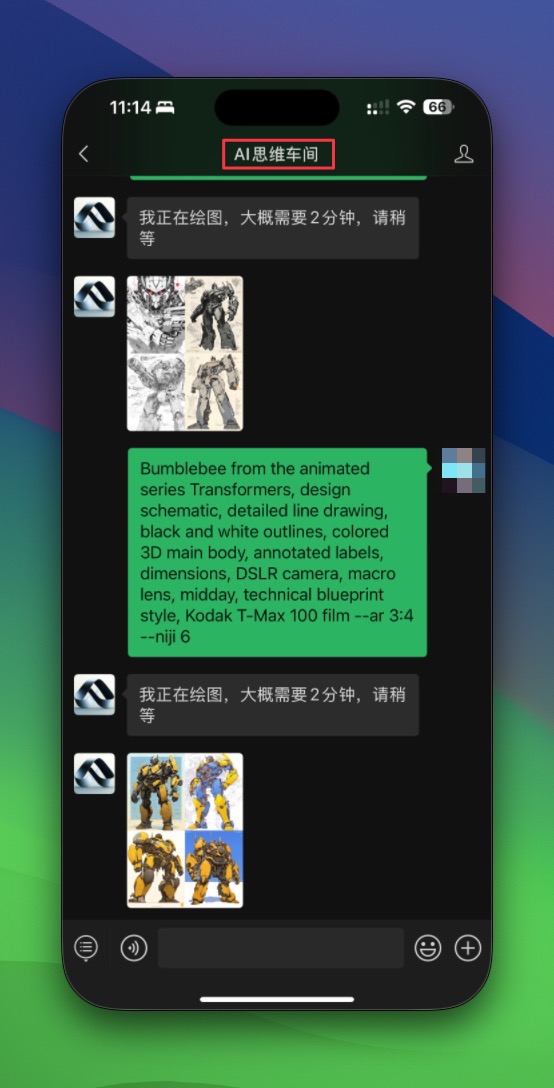 11:14
66
AI思维车间
我正在绘图，大概需要2分钟，请稍
等
Bumblebee from the animated
series Transformers, design
schematic, detailed line drawing,
black and white outlines, colored
3D main body, annotated labels,
dimensions, DSLR camera, macro
lens, midday, technical blueprint
style, Kodak T-Max 100 film --ar 3:4
--niji 6
我正在绘图，大概需要2分钟，请稍
等